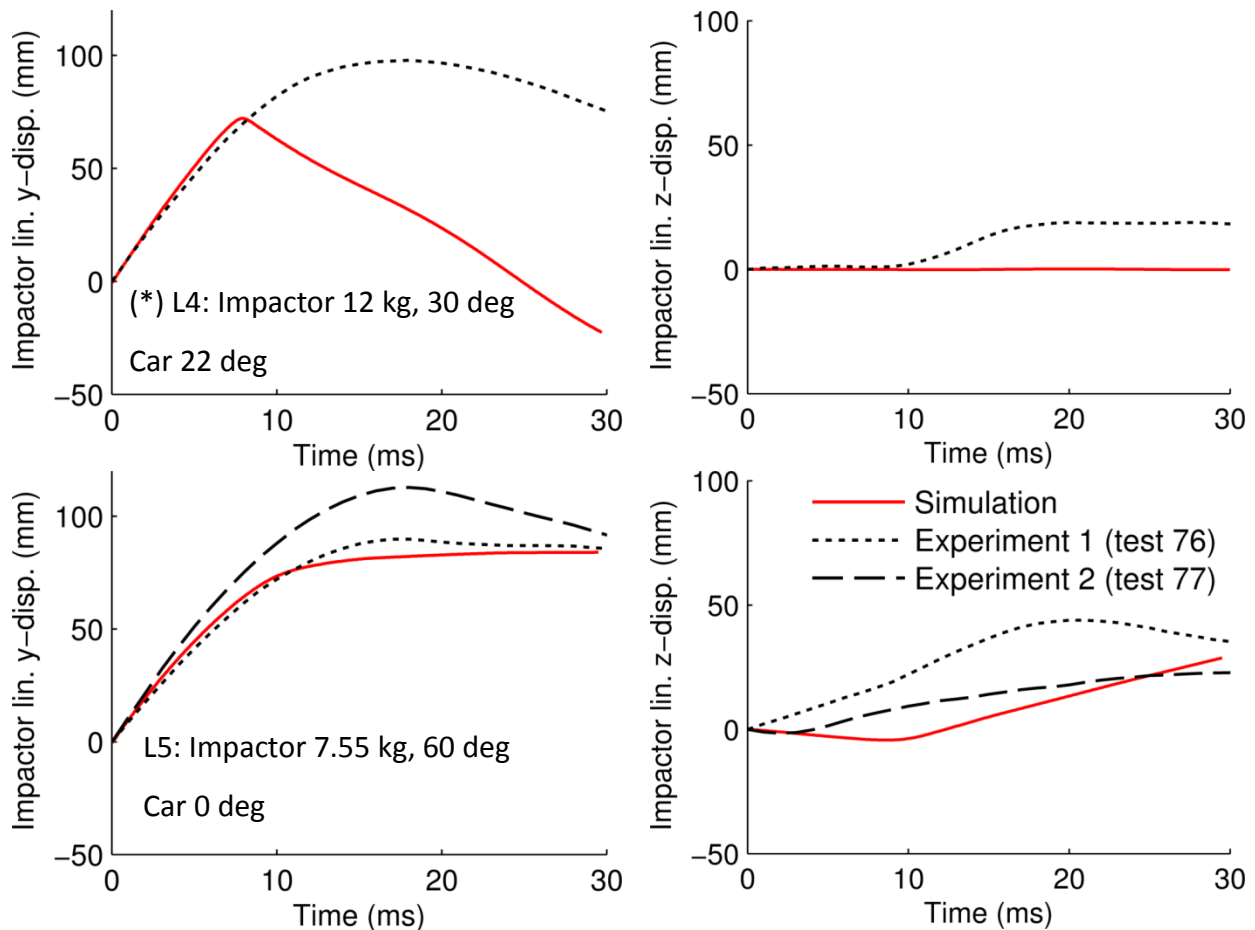 Impactor lin. y−disp. (mm)
100
50
0
−50
(*) L4: Impactor 12 kg, 30 deg
Car 22 deg
0
10
20
30
Time (ms)
Impactor lin. z−disp. (mm)
100
50
0
−50
0
10
20
30
Time (ms)
Impactor lin. y−disp. (mm)
100
50
0
−50
L5: Impactor 7.55 kg, 60 deg
Car 0 deg
0
10
20
30
Time (ms)
Impactor lin. z−disp. (mm)
100
50
0
−50
Simulation
Experiment 1 (test 76)
Experiment 2 (test 77)
0
10
20
30
Time (ms)